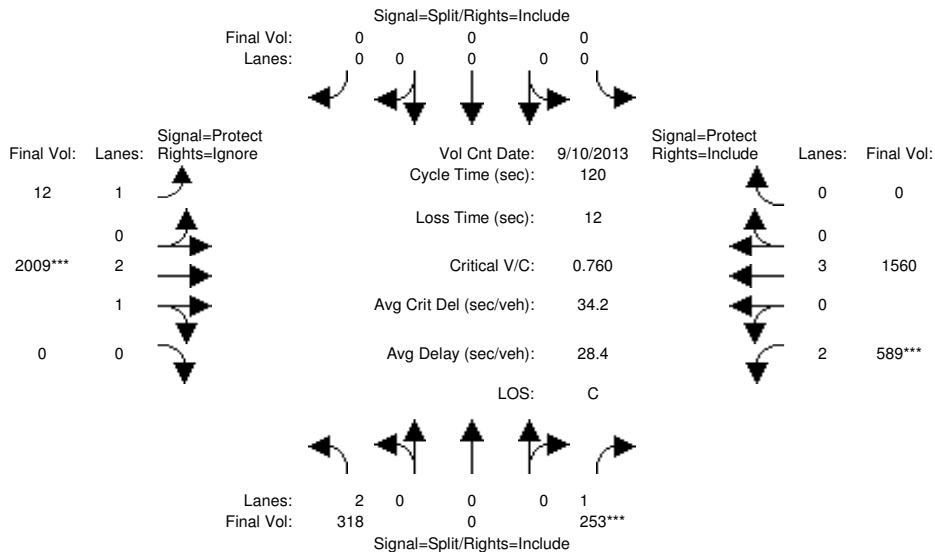 Signal=Split/Rights=Include
Final Vol: 0 0 0
Lanes: 0 0 0 0 0
Signal=Protect Signal=Protect
Final Vol: Lanes: Rights=Ignore Vol Cnt Date: 9/10/2013 Rights=Include Lanes: Final Vol:
Cycle Time (sec): 120
12 1 0 0
Loss Time (sec): 12
0 0
2009*** 2 Critical V/C: 0.760 3 1560
1 Avg Crit Del (sec/veh): 34.2 0
0 0 Avg Delay (sec/veh): 28.4 2 589***
LOS: C
Lanes: 2 0 0 0 1
Final Vol: 318 0 253***
Signal=Split/Rights=Include